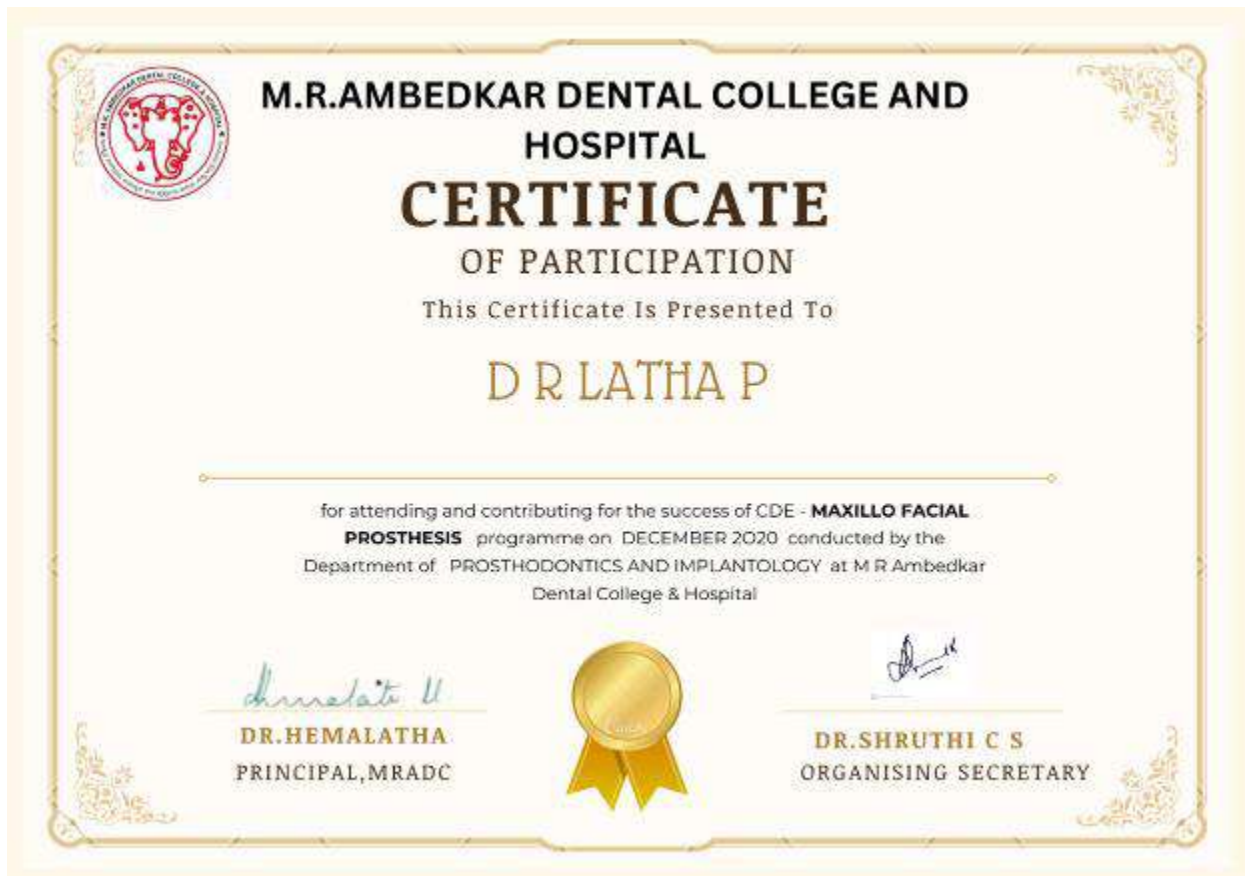 M.R.AMBEDKAR DENTAL COLLEGE AND
HOSPITAL
CERTIFICATE
OF PARTICIPATION
This Certificate Is Presented To
D R LATHA P
for attending and contributing for the success of CDE - MAXILLO FACIAL
PROSTHESIS programme on DECEMBER 2020 conducted by the
Department of PROSTHODONTICS AND IMPLANTOLOGY at M R Ambedkar
Dental College & Hospital
DR.HEMALATHA
PRINCIPAL,MRADC
DR.SHRUTHI C S
ORGANISING SECRETARY